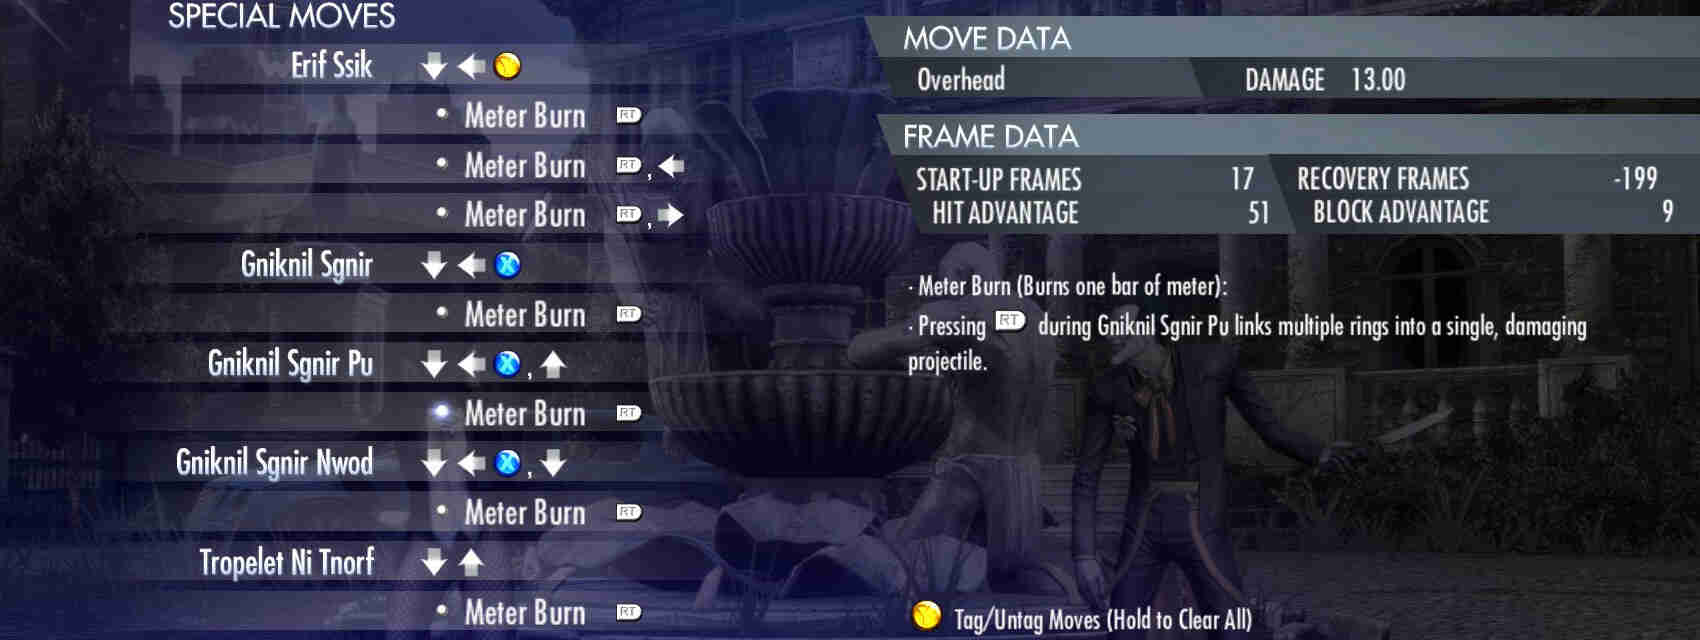 SPECIAL MOVES
Erif Ssik Y
• Meter Burn RT
• Meter Burn RT,
• Meter Burn RT,
Gniknil Sgnir X
• Meter Burn RT
Gniknil Sgnir Pu X,
• Meter Burn RT
Gniknil Sgnir Nwod X,
• Meter Burn RT
Tropelet Ni Tnorf
• Meter Burn RT
MOVE DATA
Overhead DAMAGE 13.00
FRAME DATA
START-UP FRAMES 17 RECOVERY FRAMES -199
HIT ADVANTAGE 51 BLOCK ADVANTAGE 9
· Meter Burn (Burns one bar of meter):
· Pressing RT during Gniknil Sgnir Pu links multiple rings into a single, damaging
projectile.
Y Tag/Untag Moves (Hold to Clear All)